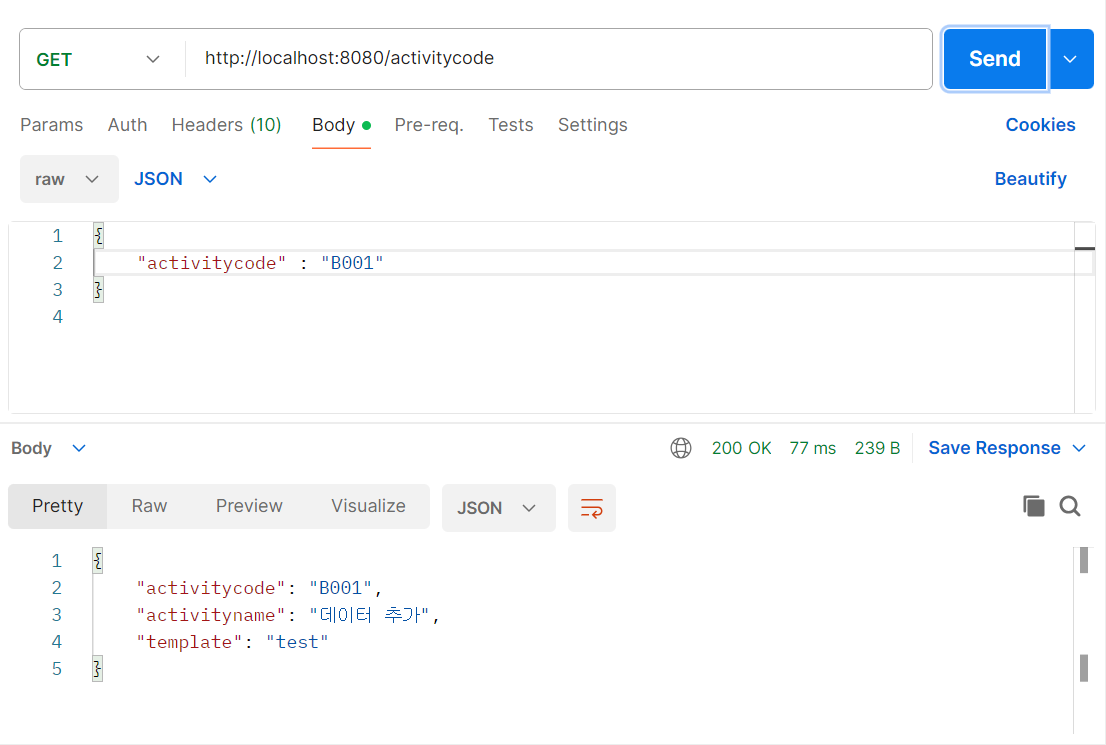 GET http://localhost:8080/activitycode Send
Params Auth Headers (10) Body Pre-req. Tests Settings Cookies
raw JSON Beautify
1 {
2 "activitycode" : "B001"
3 }
4
Body 200 OK 77 ms 239 B Save Response
Pretty Raw Preview Visualize JSON
1 {
2 "activitycode": "B001",
3 "activityname": "데이터 추가",
4 "template": "test"
5 }